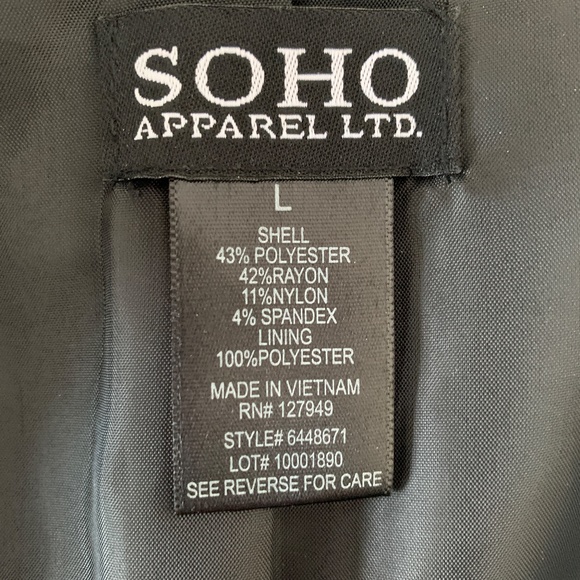 SOHO
APPAREL LTD.
L
SHELL
43% POLYESTER
42%RAYON
11%NYLON
4% SPANDEX
LINING
100%POLYESTER
MADE IN VIETNAM
RN# 127949
STYLE# 6448671
LOT# 10001890
SEE REVERSE FOR CARE